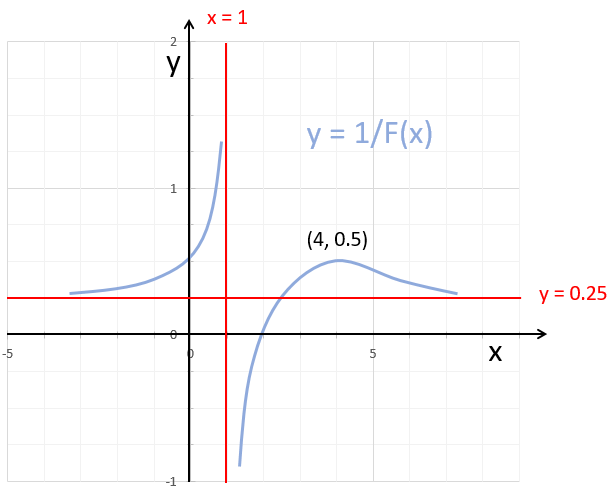 x = 1
2
y
y = 1/F(x)
1
(4, 0.5)
y = 0.25
0
-5
0
5
x
-1